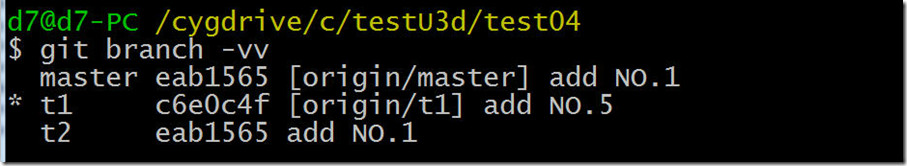 d7@d7-PC /cygdrive/c/testU3d/test04
$ git branch -vv
  master eab1565 [origin/master] add NO.1
* t1     c6e0c4f [origin/t1] add NO.5
  t2     eab1565 add NO.1